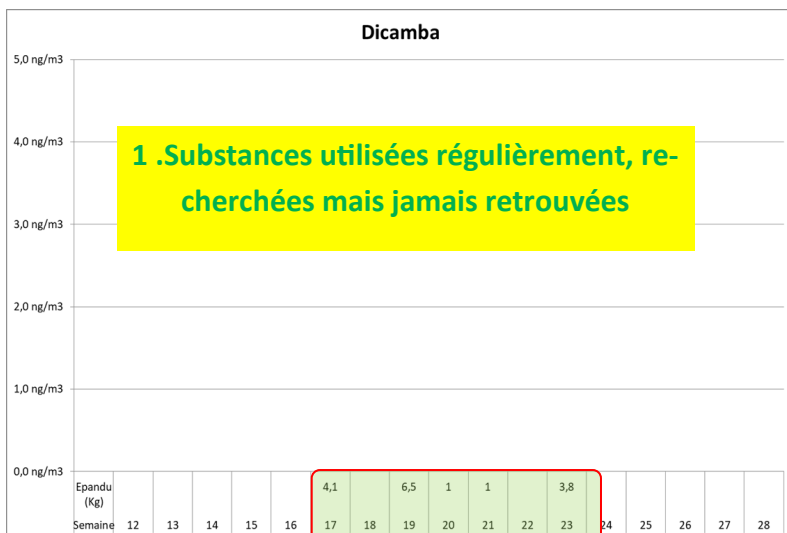 Dicamba
5,0 ng/m3
4,0 ng/m3
1 .Substances utilisées régulièrement, re-
cherchées mais jamais retrouvées
3,0 ng/m3
2,0 ng/m3
1,0 ng/m3
0,0 ng/m3
Epandu
(Kg) 4,1 6,5 1 1 3,8
Semaine 12 13 14 15 16 17 18 19 20 21 22 23 24 25 26 27 28